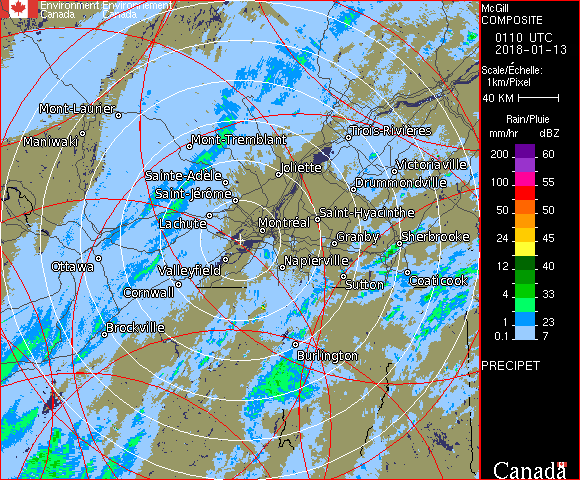 Environment Environnement
Canada Canada
McGill
COMPOSITE
0110 UTC
2018-01-13
Scale/Échelle:
1km/Pixel
40 KM
Rain/Pluie
mm/hr dBZ
200 60
100 55
50 50
24 45
12 40
4 33
1 23
0.1 7
PRECIPET
Canada
Mont-Laurier
Maniwaki
Mont-Tremblant
Trois-Rivières
Joliette
Victoriaville
Sainte-Adèle
Drummondville
Saint-Jérôme
Saint-Hyacinthe
Lachute
Montréal
Granby
Sherbrooke
Ottawa
Valleyfield
Napierville
Cornwall
Sutton
Coaticook
Brockville
Burlington